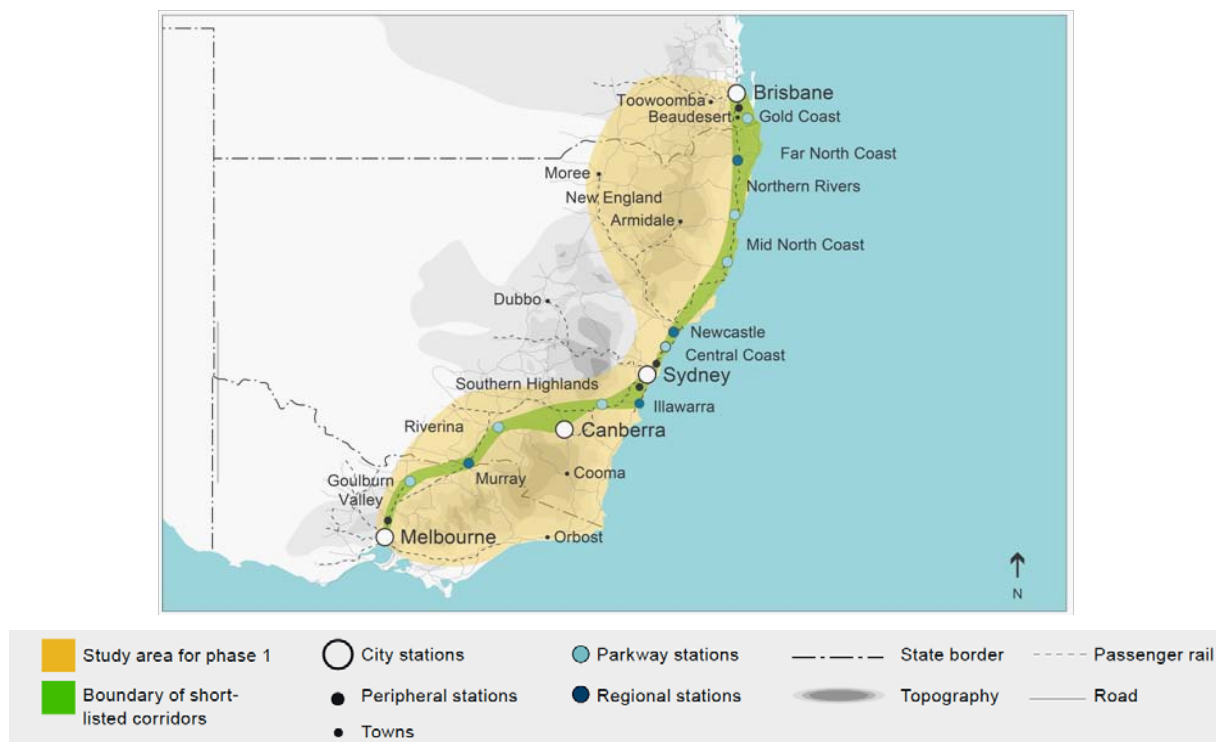 Brisbane
Toowoomba
Beaudesert
Gold Coast
Far North Coast
Moree
Northern Rivers
New England
Armidale
Mid North Coast
Dubbo
Newcastle
Central Coast
Sydney
Southern Highlands
Illawarra
Riverina
Canberra
Cooma
Murray
Goulburn
Valley
Melbourne
Orbost
N
Study area for phase 1
City stations
Parkway stations
State border
Passenger rail
Boundary of short-
listed corridors
Peripheral stations
Regional stations
Topography
Road
Towns